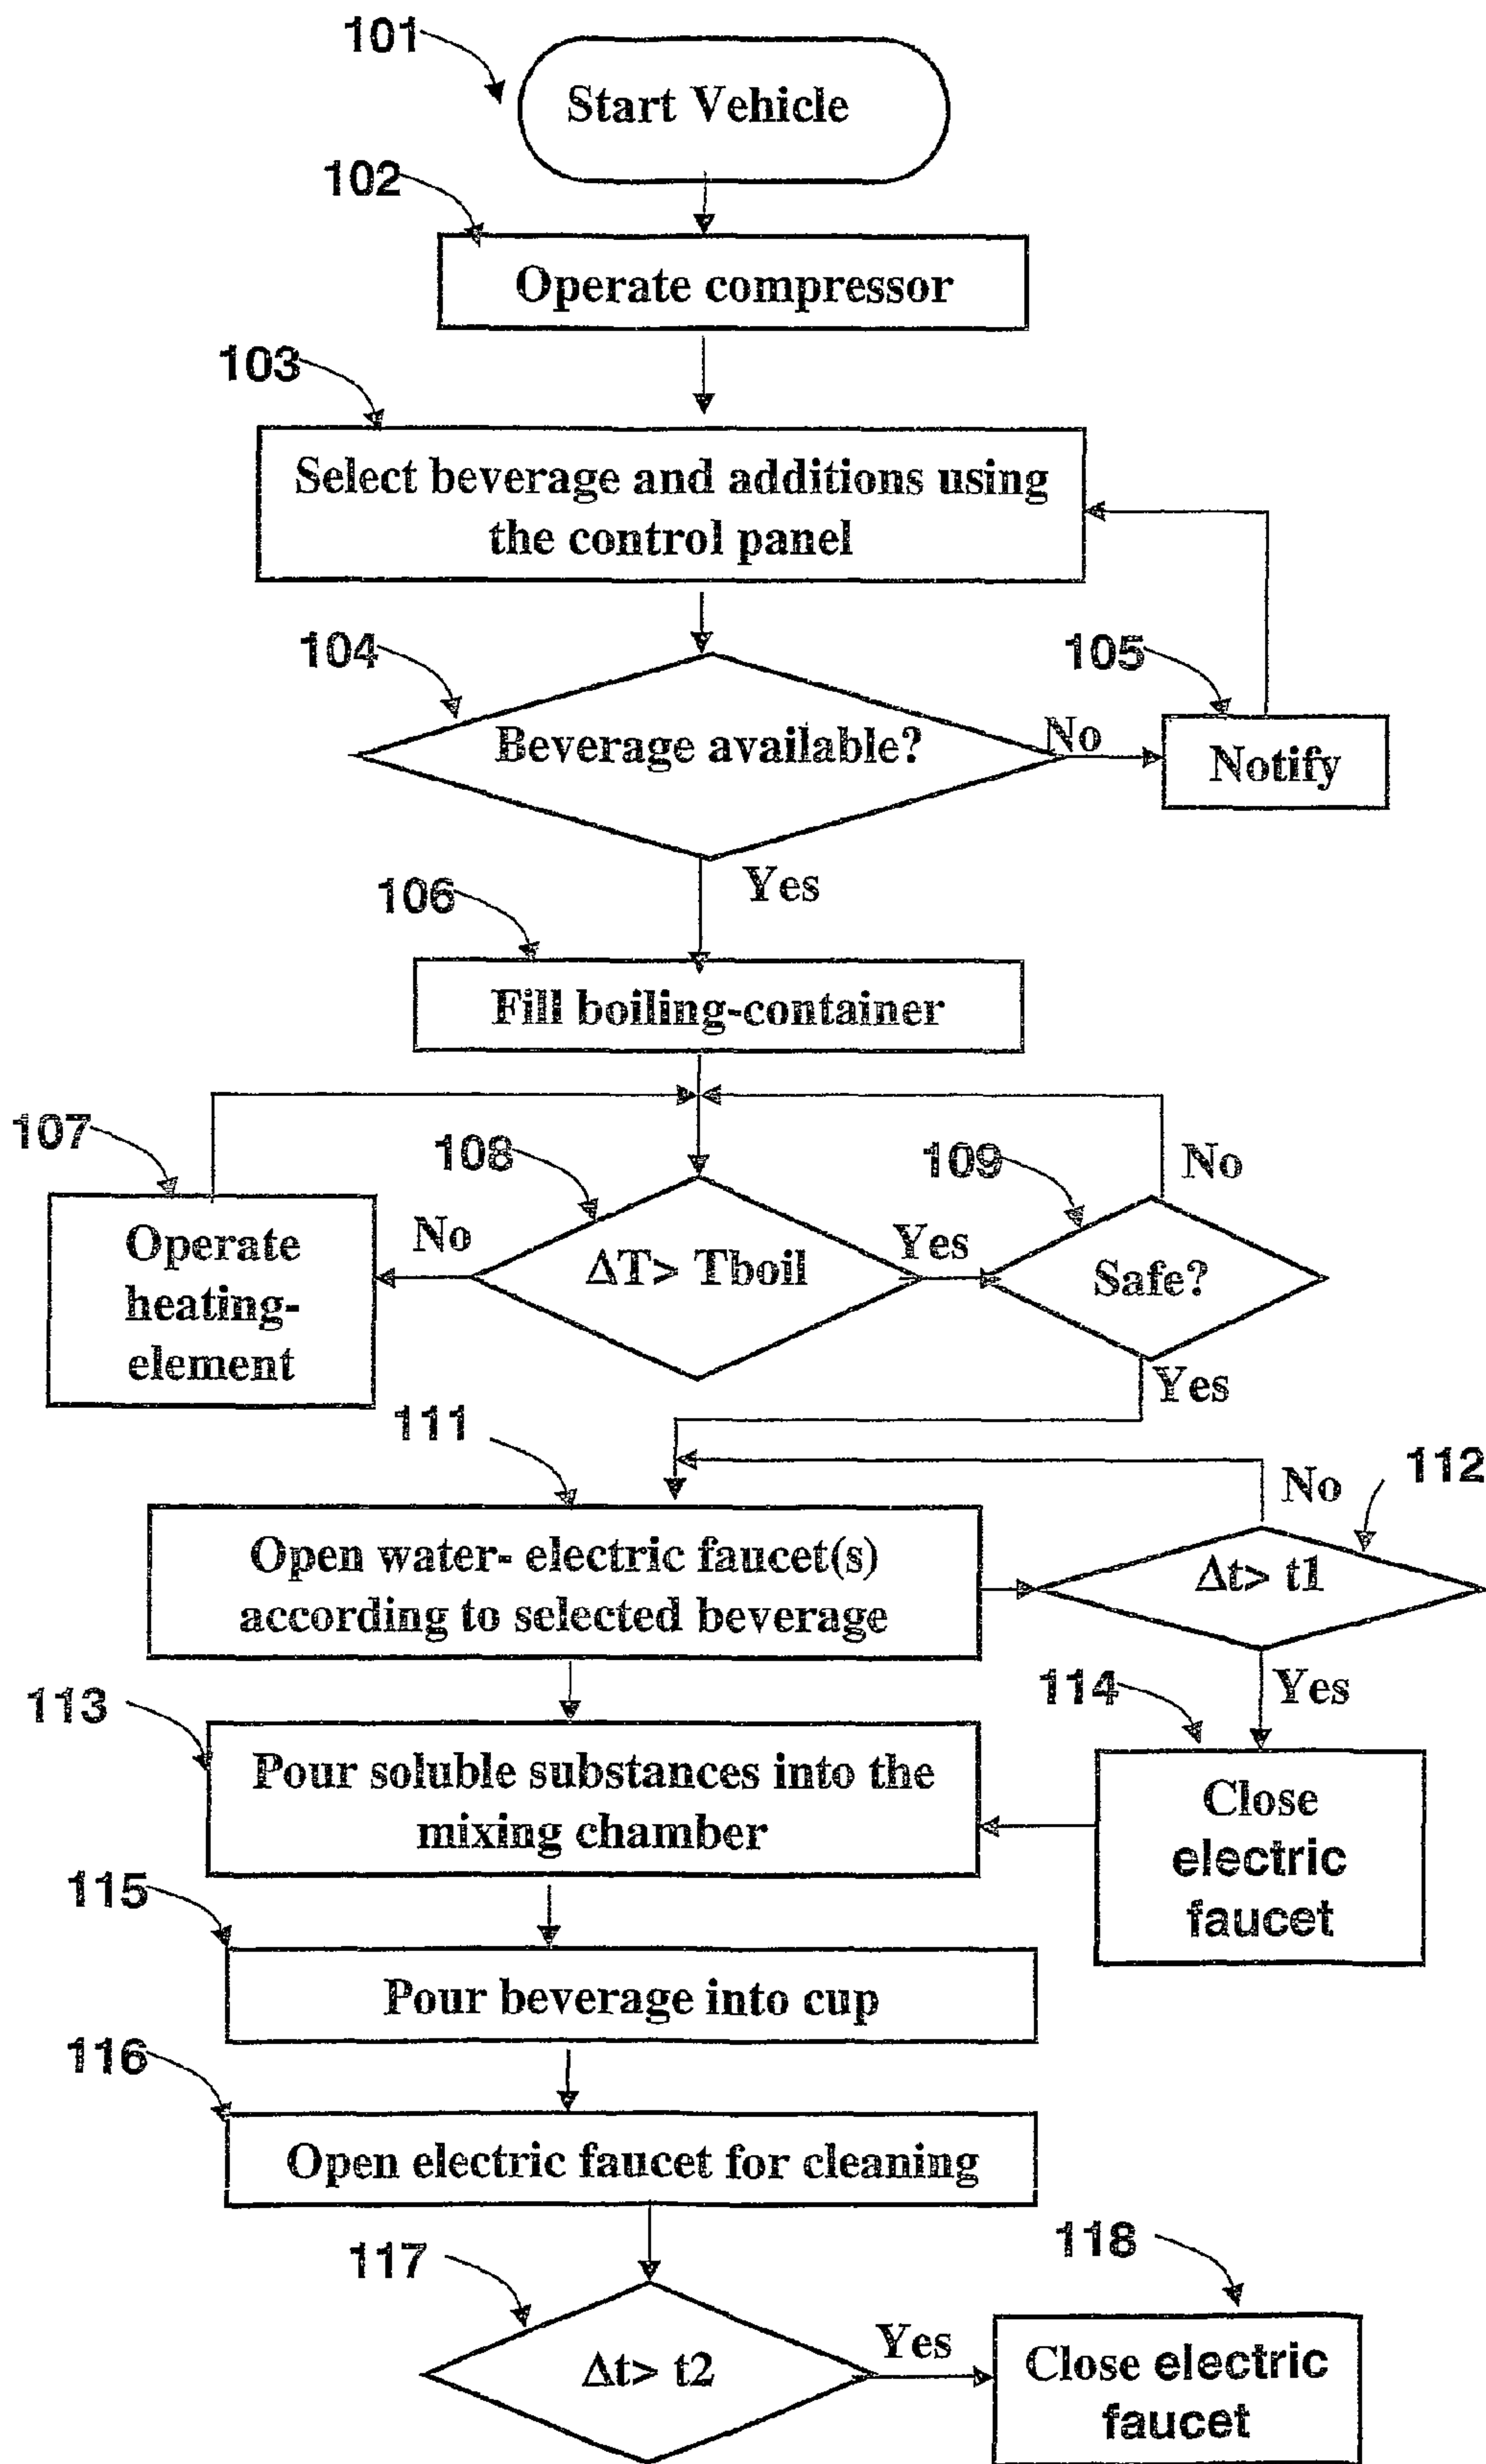 101
Start Vehicle
102
Operate compressor
103
Select beverage and additions using
the control panel
104
Beverage available?
No
105
Notify
Yes
106
Fill boiling-container
107
Operate
heating-
element
No
108
ΔT> Tboil
Yes
109
Safe?
No
Yes
111
Open water- electric faucet(s)
according to selected beverage
112
Δt> t1
No
Yes
113
Pour soluble substances into the
mixing chamber
114
Close
electric
faucet
115
Pour beverage into cup
116
Open electric faucet for cleaning
117
Δt> t2
Yes
118
Close electric
faucet